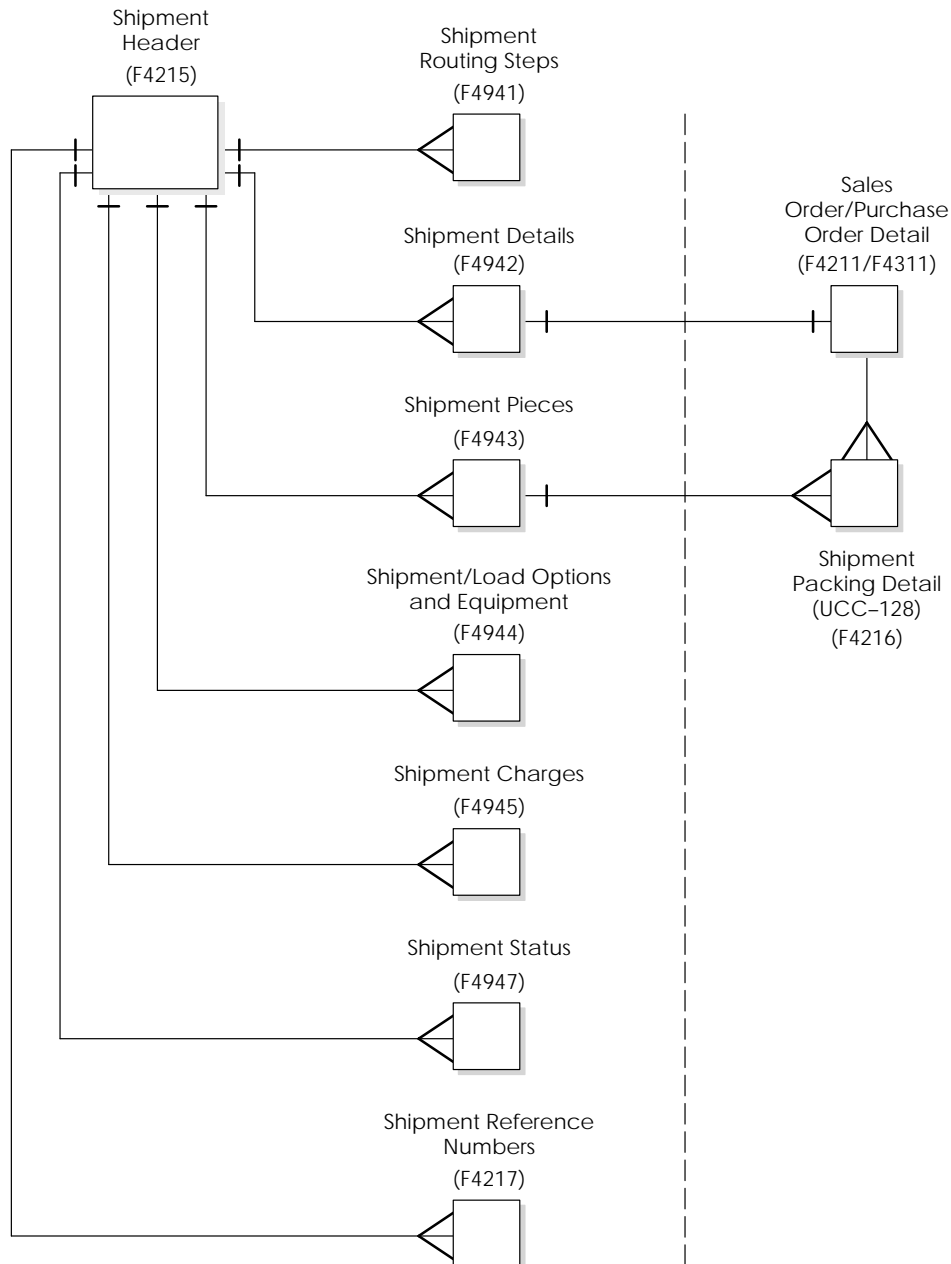 Shipment
Header
(F4215)
Shipment
Routing Steps
(F4941)
Shipment Details
(F4942)
Sales
Order/Purchase
Order Detail
(F4211/F4311)
Shipment Pieces
(F4943)
Shipment
Packing Detail
(UCC–128)
(F4216)
Shipment/Load Options
and Equipment
(F4944)
Shipment Charges
(F4945)
Shipment Status
(F4947)
Shipment Reference
Numbers
(F4217)